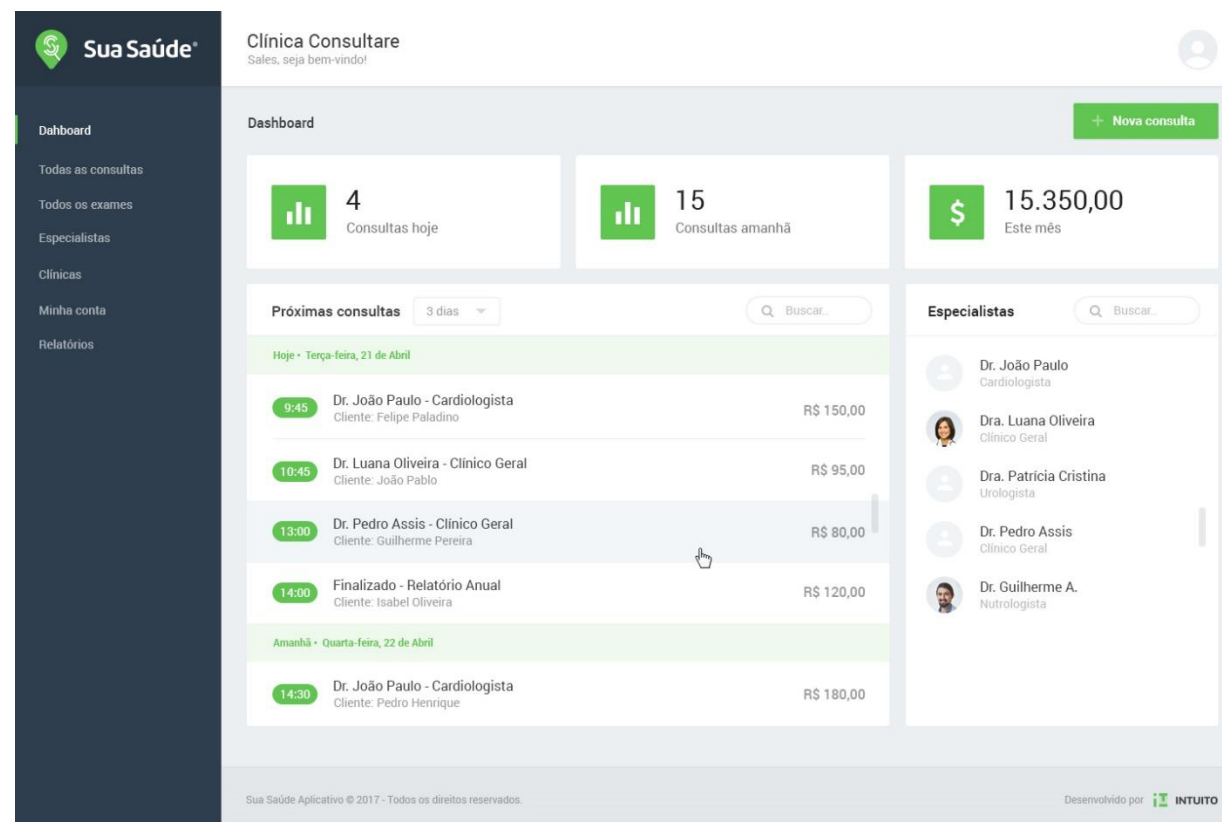 Sua Saúde®
Clínica Consultare
Sales, seja bem-vindo!
Dahboard
Todas as consultas
Todos os exames
Especialistas
Clínicas
Minha conta
Relatórios
Dashboard
+ Nova consulta
4
Consultas hoje
15
Consultas amanhã
$
15.350,00
Este mês
Próximas consultas
3 dias
Buscar..
Hoje • Terça-feira, 21 de Abril
9:45
Dr. João Paulo - Cardiologista
Cliente: Felipe Paladino
R$ 150,00
10:45
Dr. Luana Oliveira - Clínico Geral
Cliente: João Pablo
R$ 95,00
13:00
Dr. Pedro Assis - Clínico Geral
Cliente: Guilherme Pereira
R$ 80,00
14:00
Finalizado - Relatório Anual
Cliente: Isabel Oliveira
R$ 120,00
Amanhã • Quarta-feira, 22 de Abril
14:30
Dr. João Paulo - Cardiologista
Cliente: Pedro Henrique
R$ 180,00
Especialistas
Buscar..
Dr. João Paulo
Cardiologista
Dra. Luana Oliveira
Clínico Geral
Dra. Patrícia Cristina
Urologista
Dr. Pedro Assis
Clínico Geral
Dr. Guilherme A.
Nutrologista
Sua Saúde Aplicativo © 2017 - Todos os direitos reservados.
Desenvolvido por INTUITO